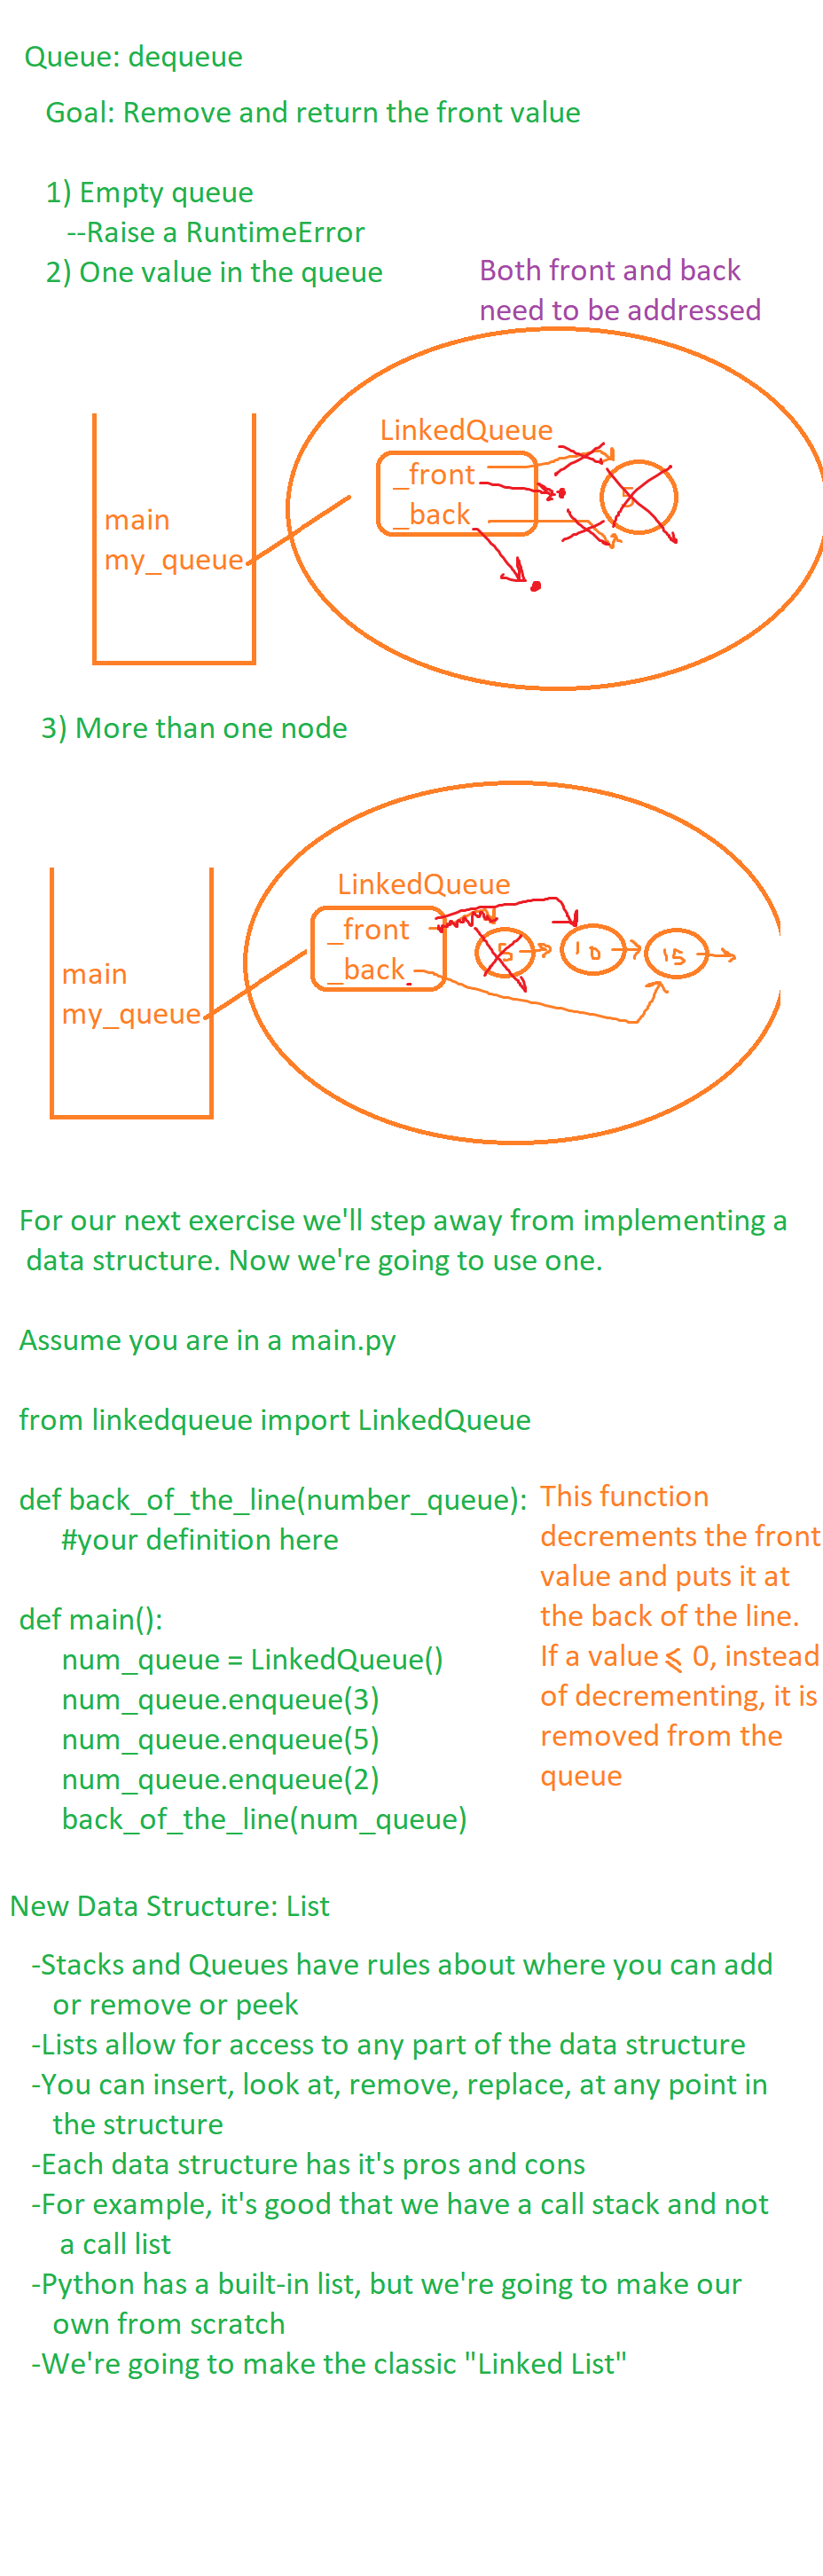 Queue: dequeue
Goal: Remove and return the front value
1) Empty queue
--Raise a RuntimeError
2) One value in the queue
Both front and back
need to be addressed
LinkedQueue
_front
_back
5
main
my_queue
3) More than one node
LinkedQueue
_front
_back
5
10
15
main
my_queue
For our next exercise we'll step away from implementing a
data structure. Now we're going to use one.
Assume you are in a main.py
from linkedqueue import LinkedQueue
def back_of_the_line(number_queue):
#your definition here
def main():
num_queue = LinkedQueue()
num_queue.enqueue(3)
num_queue.enqueue(5)
num_queue.enqueue(2)
back_of_the_line(num_queue)
This function
decrements the front
value and puts it at
the back of the line.
If a value ⩽ 0, instead
of decrementing, it is
removed from the
queue
New Data Structure: List
-Stacks and Queues have rules about where you can add
or remove or peek
-Lists allow for access to any part of the data structure
-You can insert, look at, remove, replace, at any point in
the structure
-Each data structure has it's pros and cons
-For example, it's good that we have a call stack and not
a call list
-Python has a built-in list, but we're going to make our
own from scratch
-We're going to make the classic "Linked List"